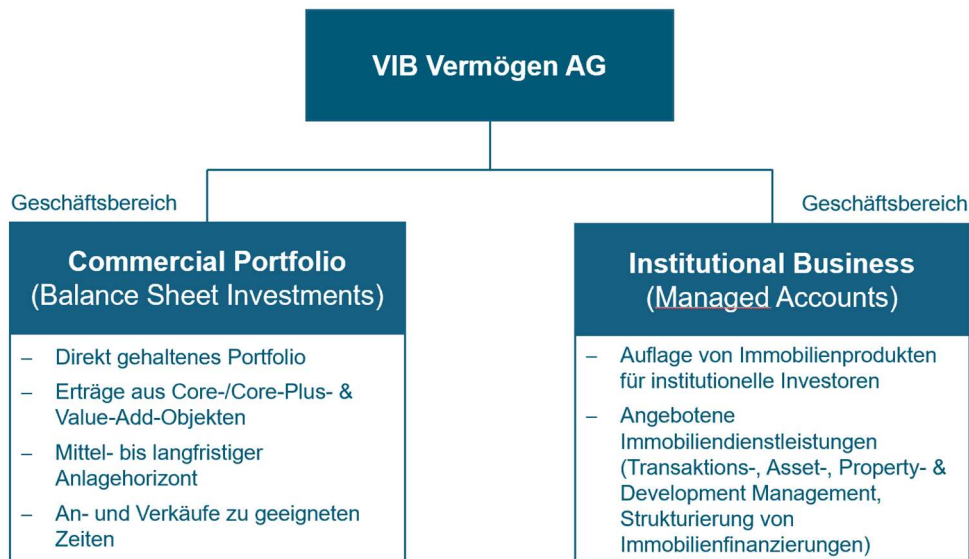 VIB Vermögen AG
Geschäftsbereich
Commercial Portfolio
(Balance Sheet Investments)
– Direkt gehaltenes Portfolio
– Erträge aus Core-/Core-Plus- &
Value-Add-Objekten
– Mittel- bis langfristiger
Anlagehorizont
– An- und Verkäufe zu geeigneten
Zeiten
Geschäftsbereich
Institutional Business
(Managed Accounts)
– Auflage von Immobilienprodukten
für institutionelle Investoren
– Angebotene
Immobiliendienstleistungen
(Transaktions-, Asset-, Property- &
Development Management,
Strukturierung von
Immobilienfinanzierungen)